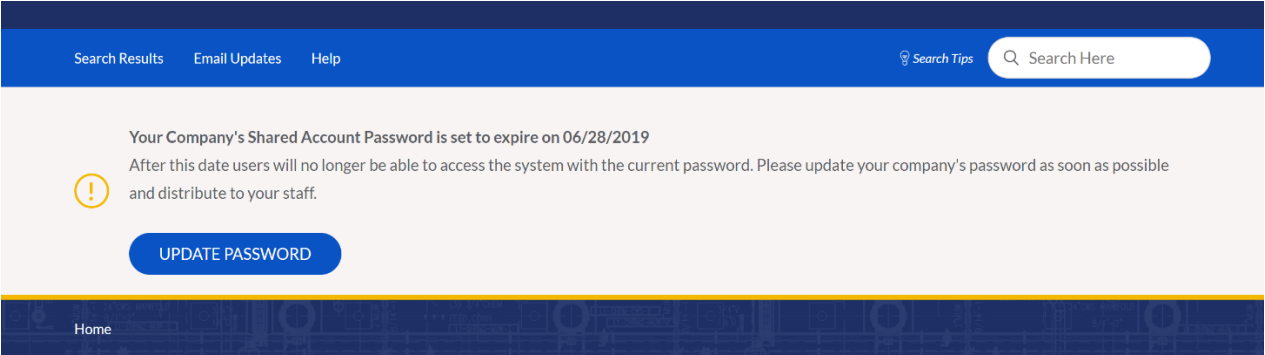 Search Results Email Updates Help Search Tips Search Here
Your Company's Shared Account Password is set to expire on 06/28/2019
After this date users will no longer be able to access the system with the current password. Please update your company's password as soon as possible
and distribute to your staff.
UPDATE PASSWORD
Home